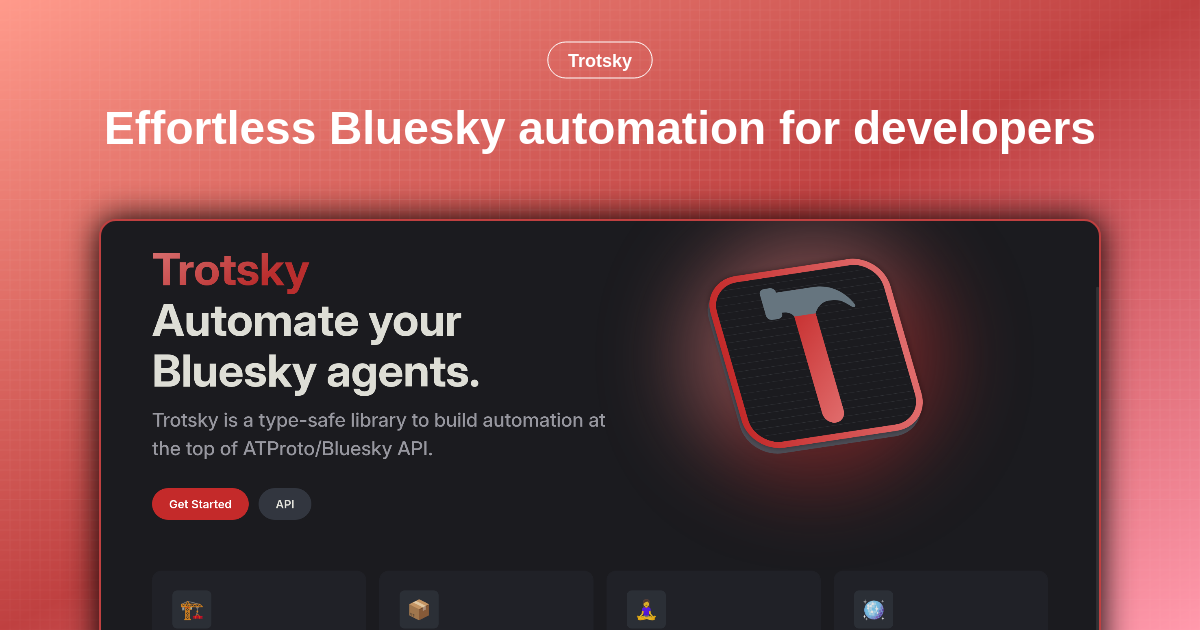 Trotsky
Effortless Bluesky automation for developers
Trotsky
Automate your
Bluesky agents.
Trotsky is a type-safe library to build automation at
the top of ATProto/Bluesky API.
Get Started
API